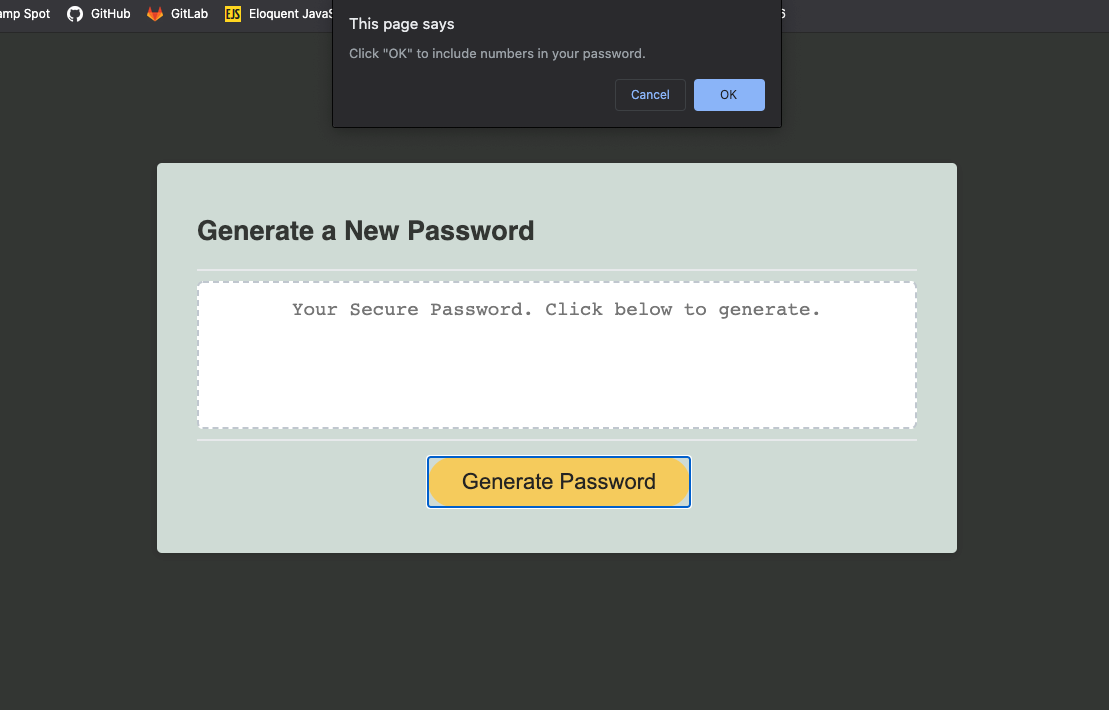 amp Spot GitHub GitLab EJS Eloquent JavaS 6
This page says
Click "OK" to include numbers in your password.
Cancel OK
Generate a New Password
Your Secure Password. Click below to generate.
Generate Password